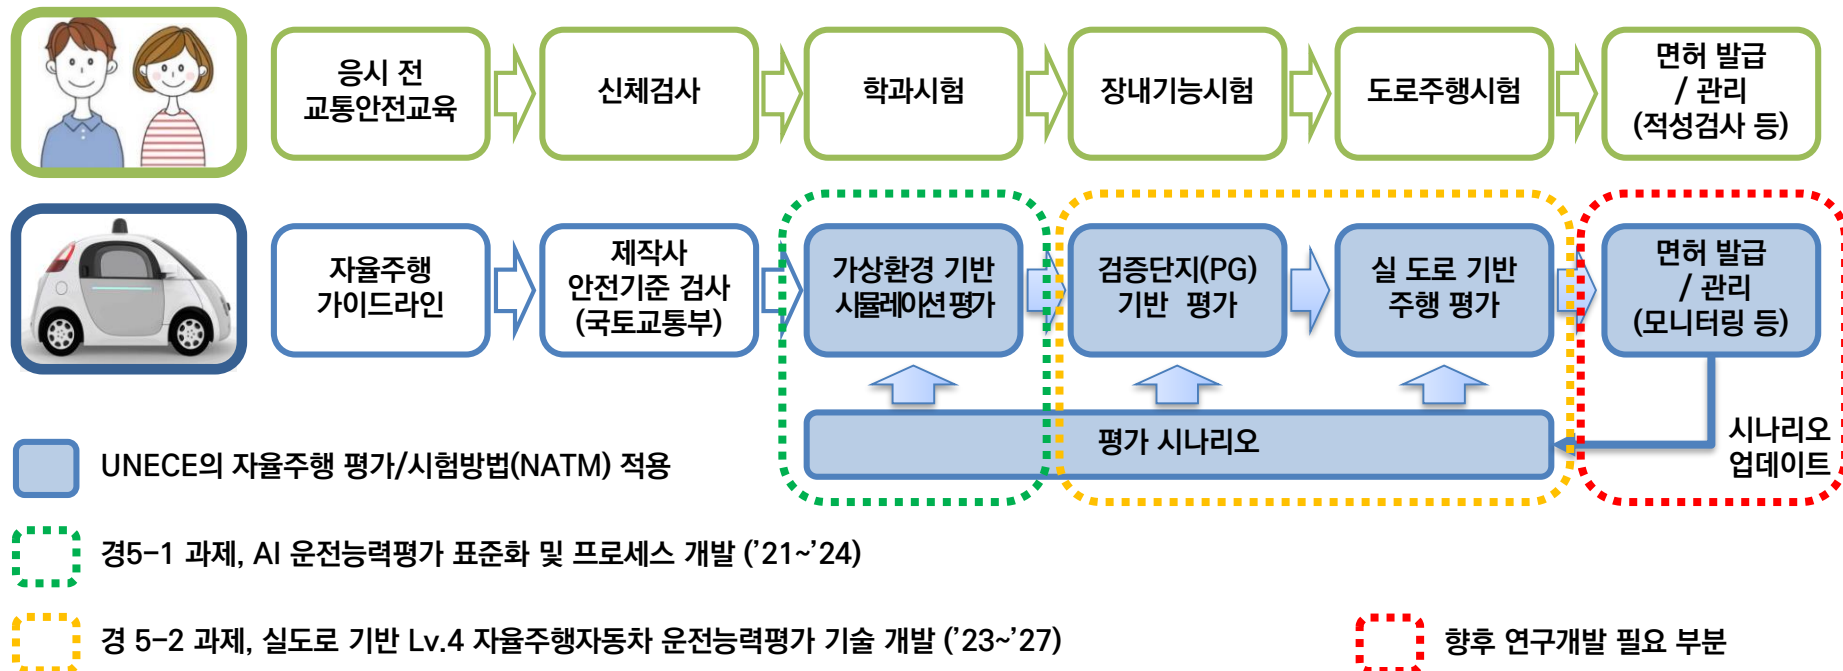 응시 전
교통안전교육
신체검사
학과시험
장내기능시험
도로주행시험
면허 발급
/ 관리
(적성검사 등)
자율주행
가이드라인
제작사
안전기준 검사
(국토교통부)
가상환경 기반
시뮬레이션 평가
검증단지(PG)
기반 평가
실 도로 기반
주행 평가
면허 발급
/ 관리
(모니터링 등)
평가 시나리오
시나리오
업데이트
UNECE의 자율주행 평가/시험방법(NATM) 적용
경5-1 과제, AI 운전능력평가 표준화 및 프로세스 개발 (’21~’24)
경 5-2 과제, 실도로 기반 Lv.4 자율주행자동차 운전능력평가 기술 개발 (’23~’27)
향후 연구개발 필요 부분